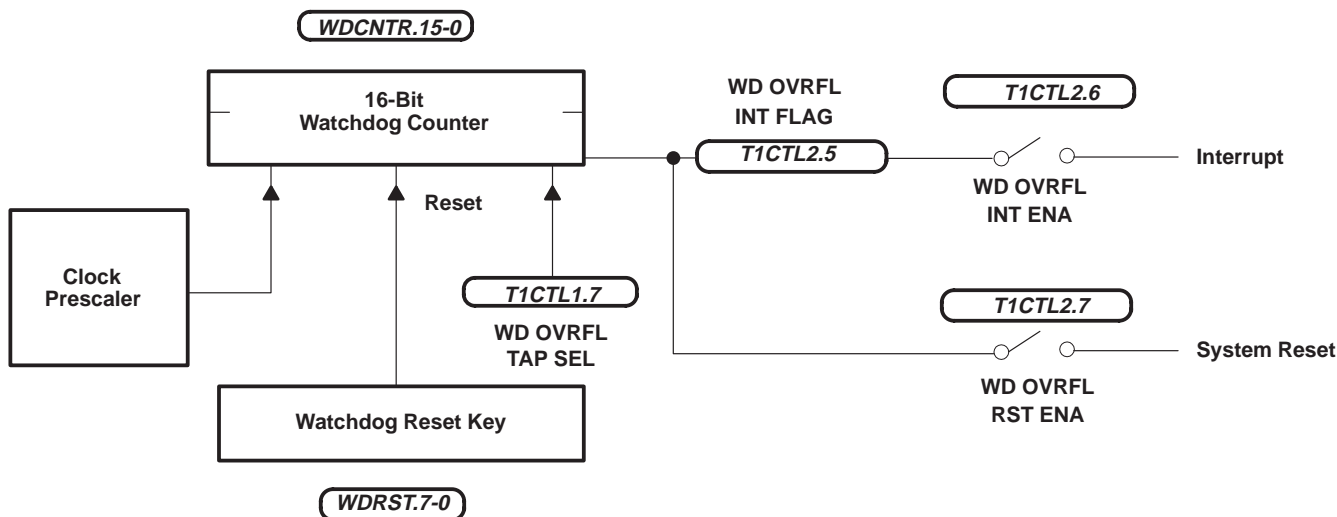 WDCNTR.15-0
16-Bit
Watchdog Counter
WD OVRFL
INT FLAG
T1CTL2.5
T1CTL2.6
WD OVRFL
INT ENA
Interrupt
Reset
Clock
Prescaler
T1CTL1.7
WD OVRFL
TAP SEL
T1CTL2.7
WD OVRFL
RST ENA
System Reset
Watchdog Reset Key
WDRST.7-0